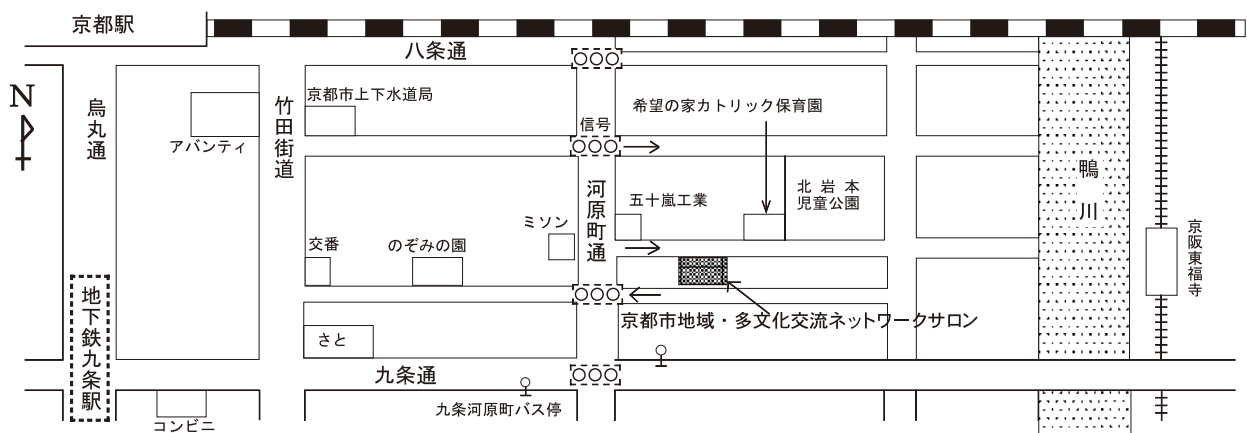 京都駅
八条通
N
烏丸通
アバンティ
竹田街道
京都市上下水道局
信号
希望の家カトリック保育園
河原町通
五十嵐工業
北岩本
児童公園
鴨川
ミソン
交番
のぞみの園
京阪東福寺
地下鉄九条駅
京都市地域・多文化交流ネットワークサロン
さと
九条通
九条河原町バス停
コンビニ